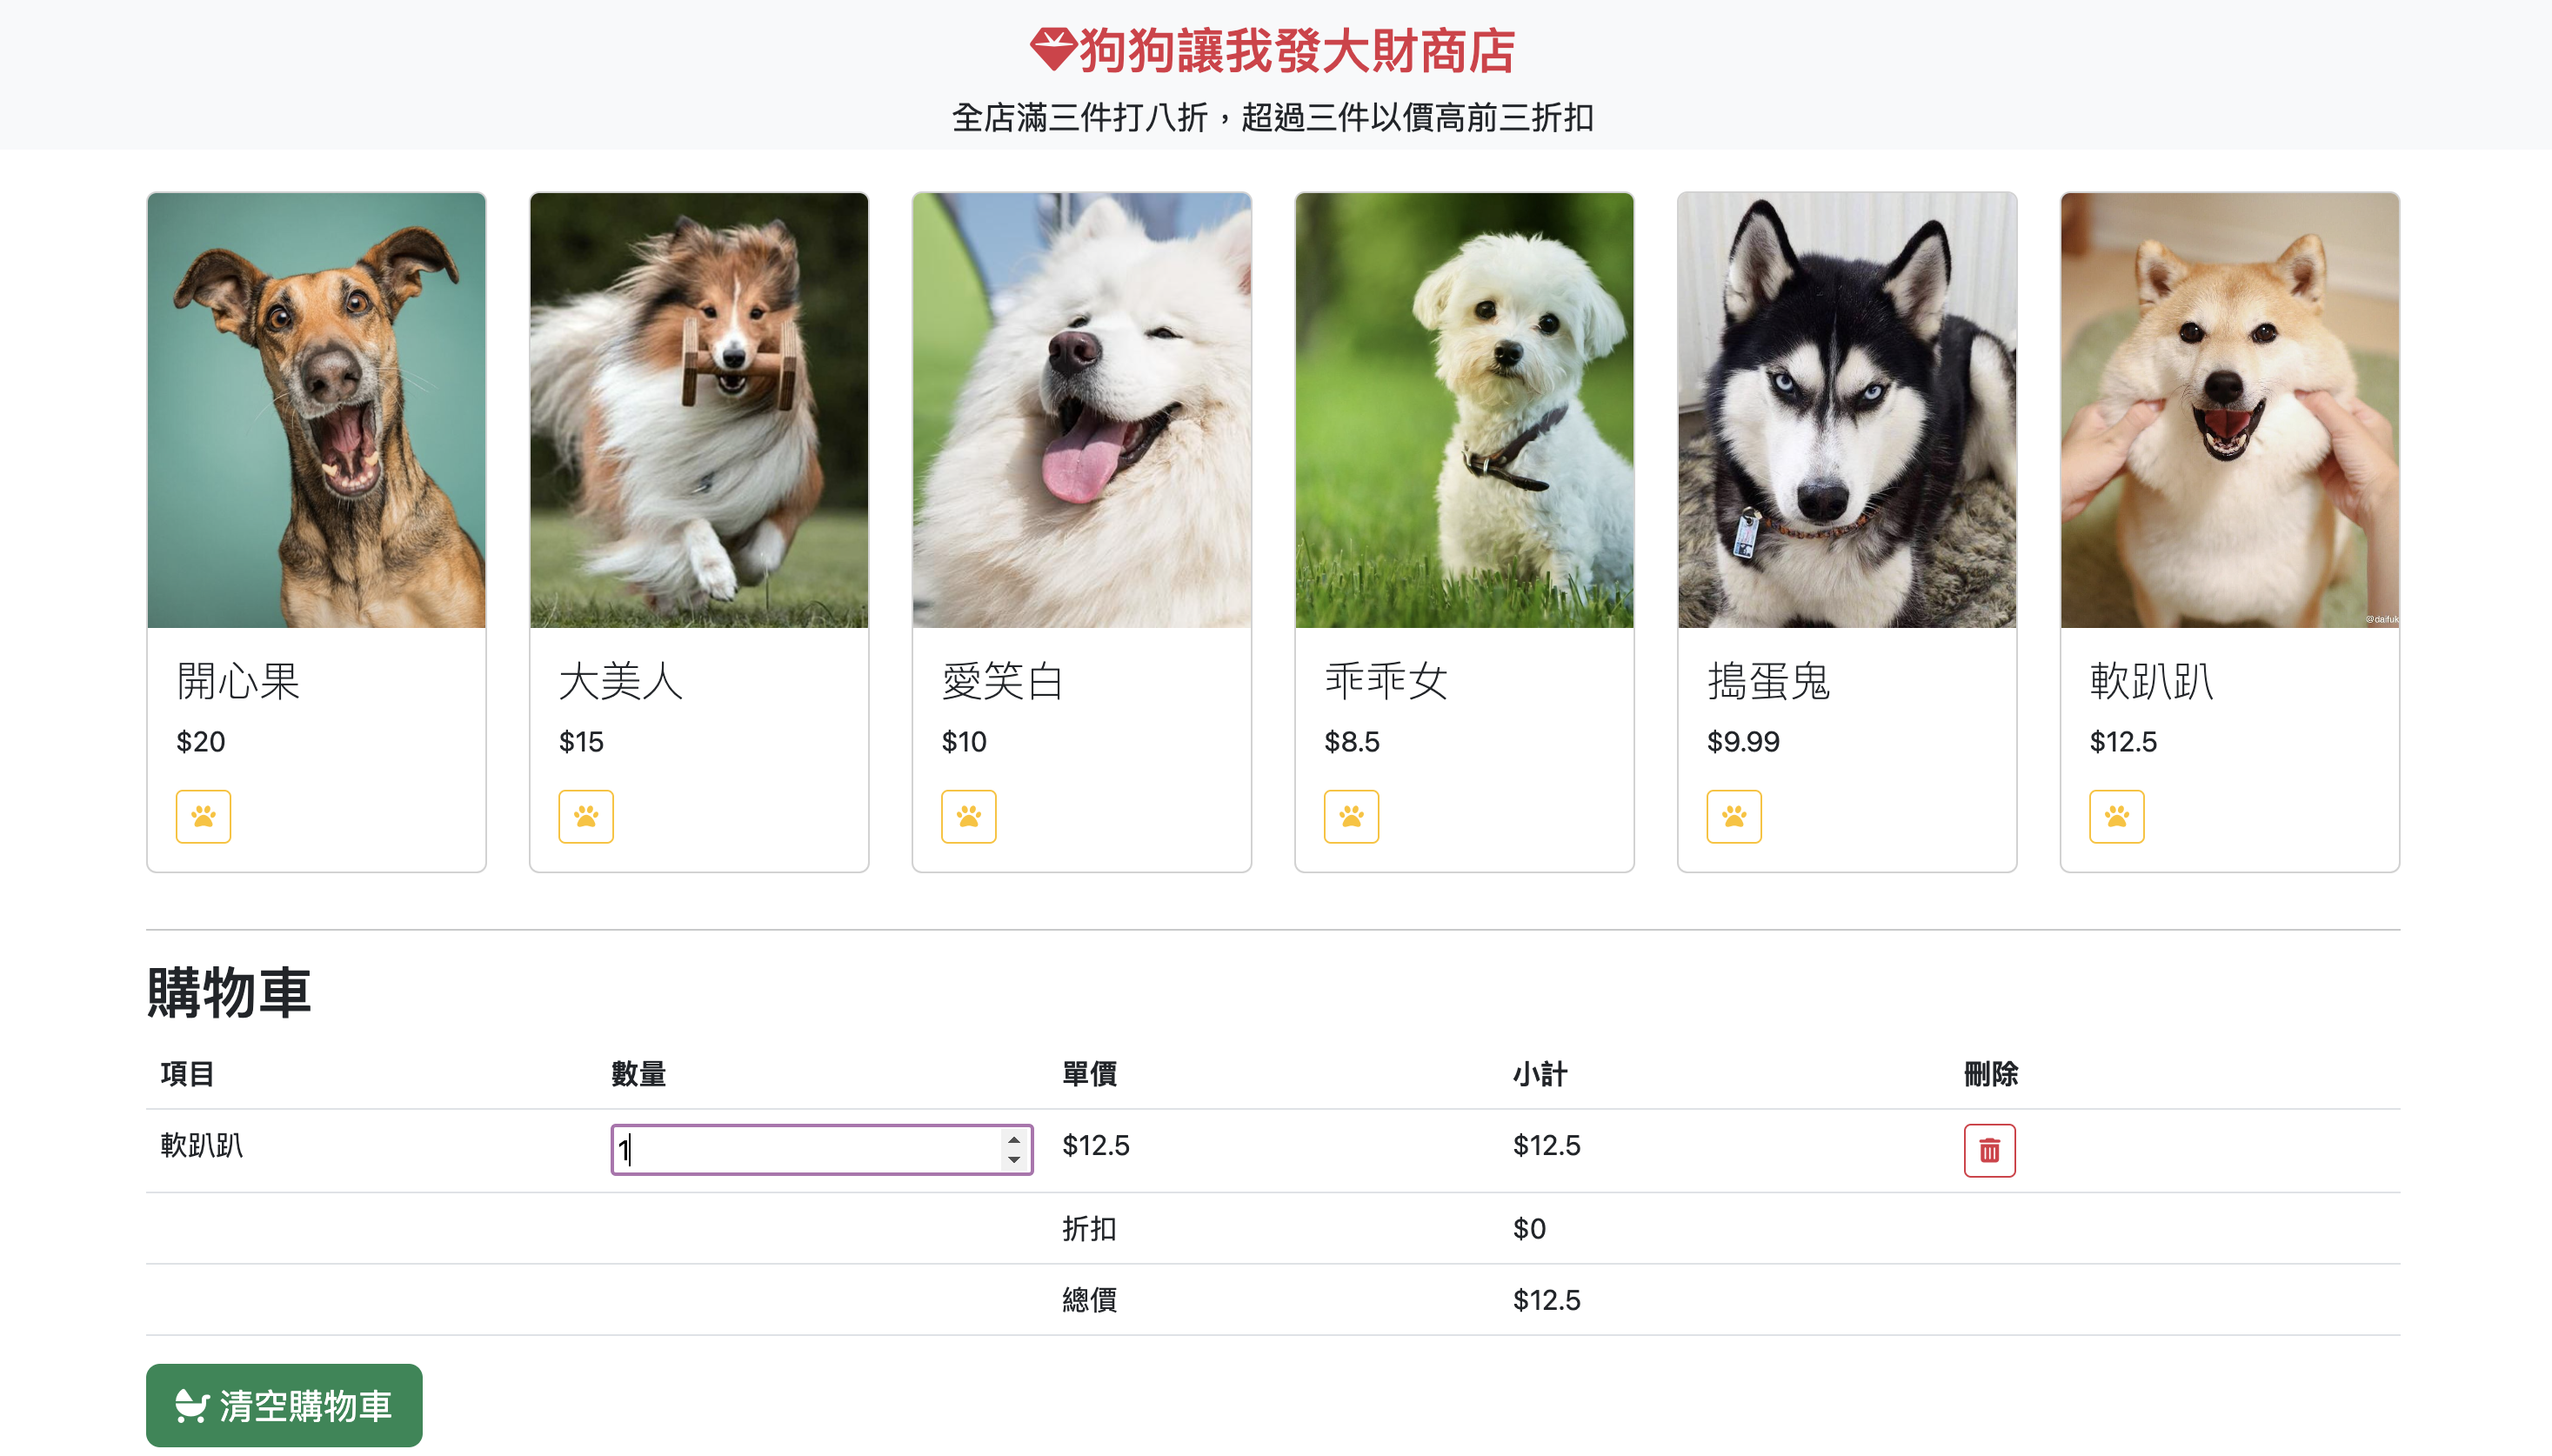 狗狗讓我發大財商店
全店滿三件打八折，超過三件以價高前三折扣
@daifuk
開心果
$20
大美人
$15
愛笑白
$10
乖乖女
$8.5
搗蛋鬼
$9.99
軟趴趴
$12.5
購物車
項目 數量 單價 小計 刪除
軟趴趴 1 $12.5 $12.5
折扣 $0
總價 $12.5
清空購物車